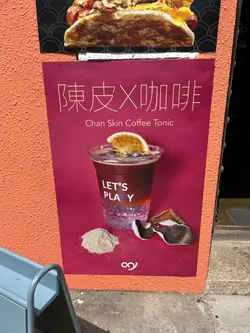 陳皮X咖啡
Chan Skin Coffee Tonic
LET'S
PLAY